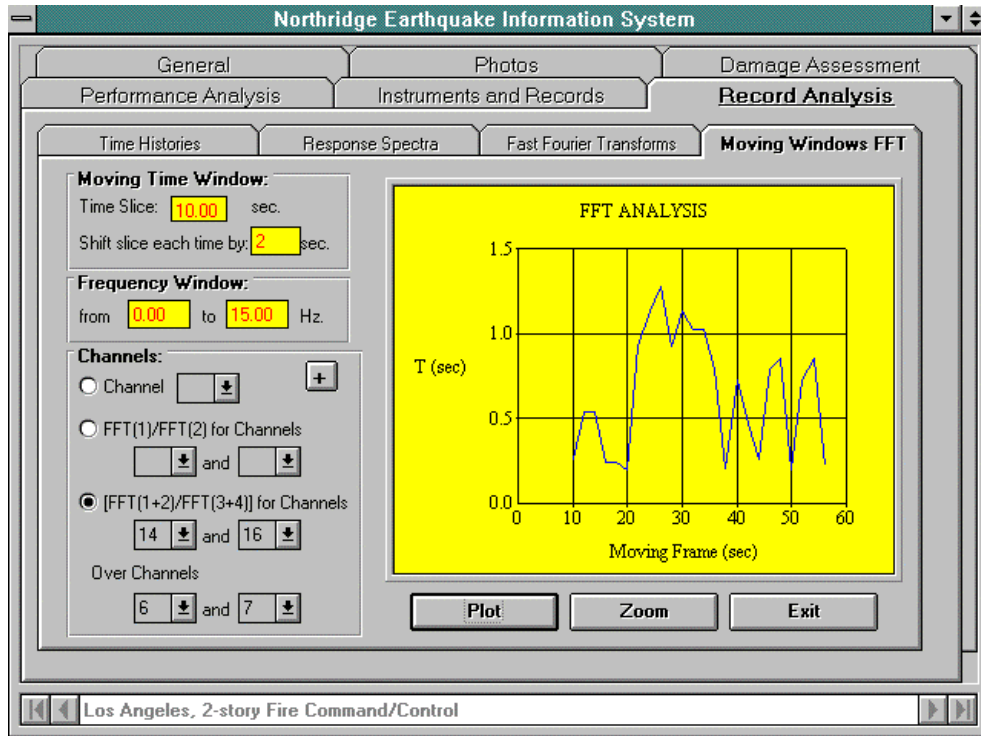 Northridge Earthquake Information System
General Photos Damage Assessment
Performance Analysis Instruments and Records Record Analysis
Time Histories Response Spectra Fast Fourier Transforms Moving Windows FFT
Moving Time Window:
Time Slice: 10.00 sec.
Shift slice each time by: 2 sec.
Frequency Window:
from 0.00 to 15.00 Hz.
Channels:
Channel
+
FFT(1)/FFT(2) for Channels
and
[FFT(1+2)/FFT(3+4)] for Channels
14 and 16
Over Channels
6 and 7
FFT ANALYSIS
1.5
1.0
T (sec)
0.5
0.0
0 10 20 30 40 50 60
Moving Frame (sec)
Plot Zoom Exit
Los Angeles, 2-story Fire Command/Control